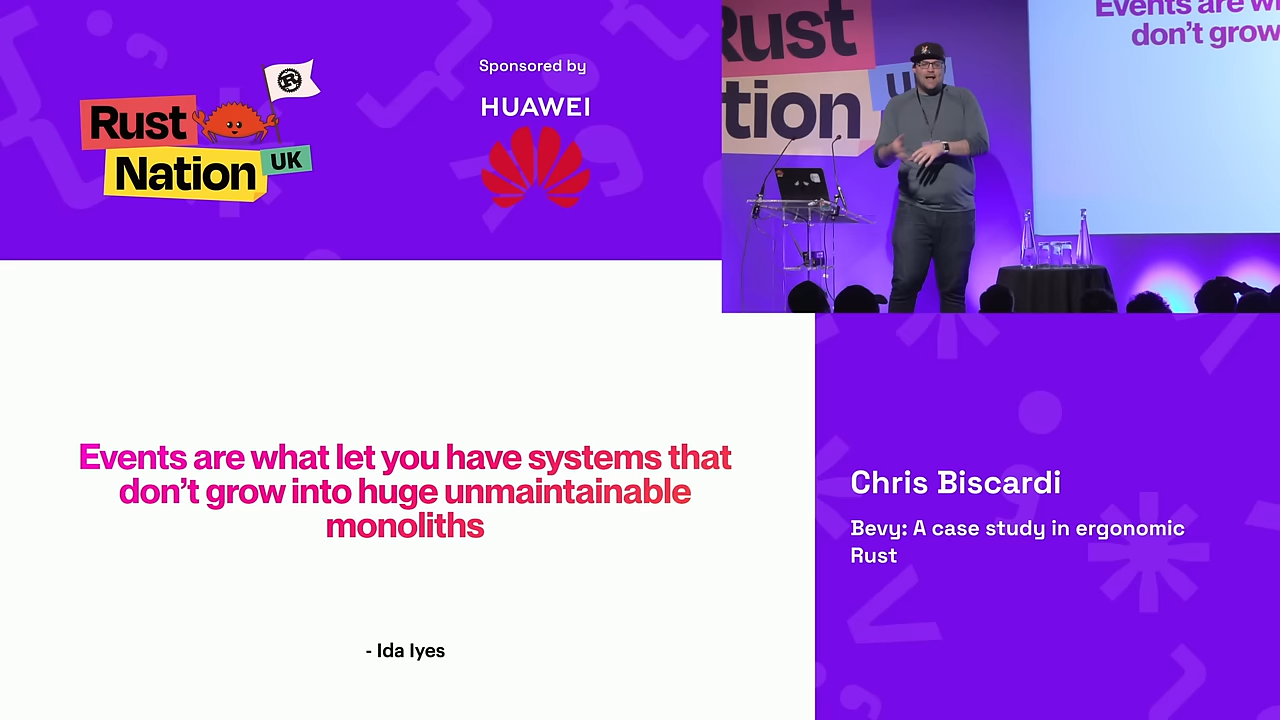 Rust
Nation
UK
Sponsored by
HUAWEI
Rust
tion
U
Events are w
don't grow
Events are what let you have systems that
don't grow into huge unmaintainable
monoliths
- Ida Iyes
Chris Biscardi
Bevy: A case study in ergonomic
Rust